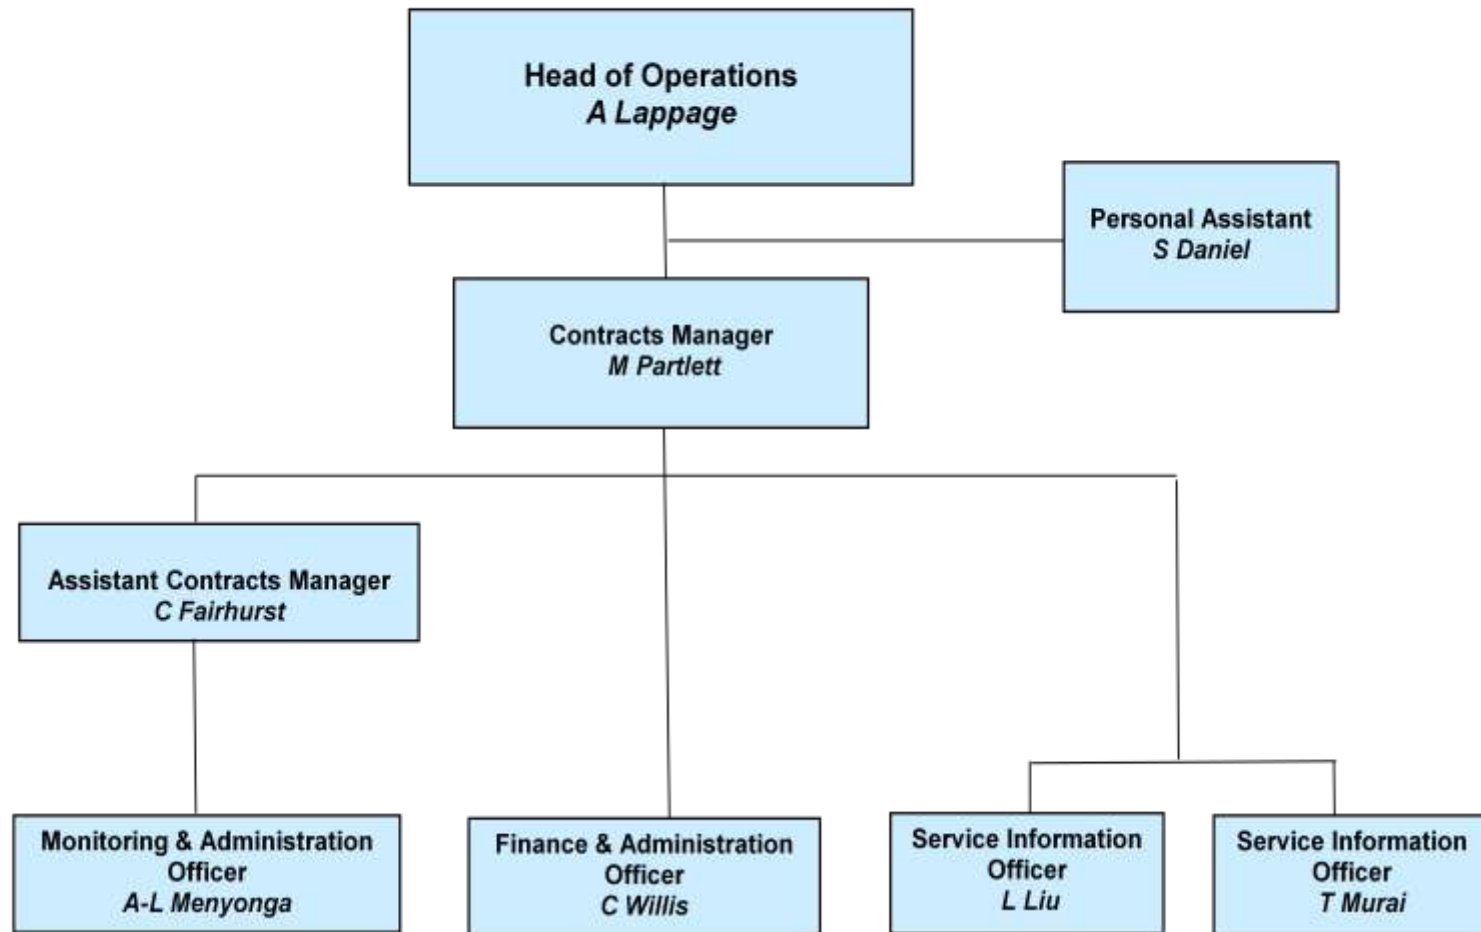 Head of Operations
A Lappage
Personal Assistant
S Daniel
Contracts Manager
M Partlett
Assistant Contracts Manager
C Fairhurst
Monitoring & Administration
Officer
A-L Menyonga
Finance & Administration
Officer
C Willis
Service Information
Officer
L Liu
Service Information
Officer
T Murai